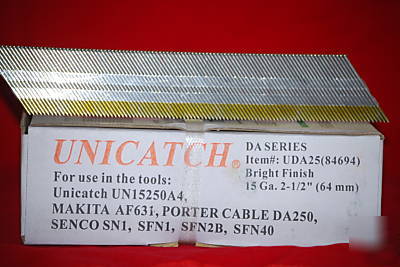 UNICATCH®
DA SERIES
Item#: UDA25(84694)
Bright Finish
15 Ga. 2-1/2" (64 mm)
For use in the tools:
Unicatch UN15250A4,
MAKITA AF631, PORTER CABLE DA250,
SENCO SN1, SFN1, SFN2B, SFN40